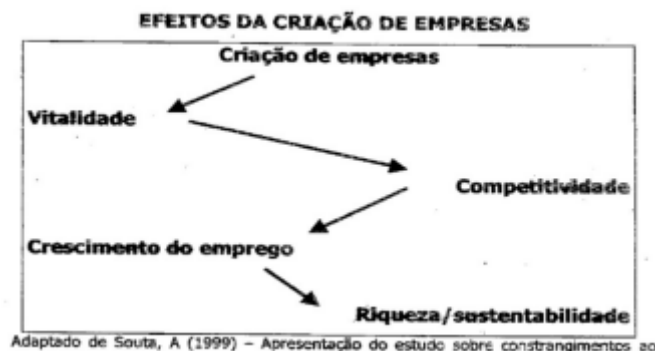 EFEITOS DA CRIAÇÃO DE EMPRESAS
Criação de empresas
Vitalidade
Competitividade
Crescimento do emprego
Riqueza/sustentabilidade
Adaptado de Souta, A (1999) – Apresentação do estudo sobre constrangimentos ao